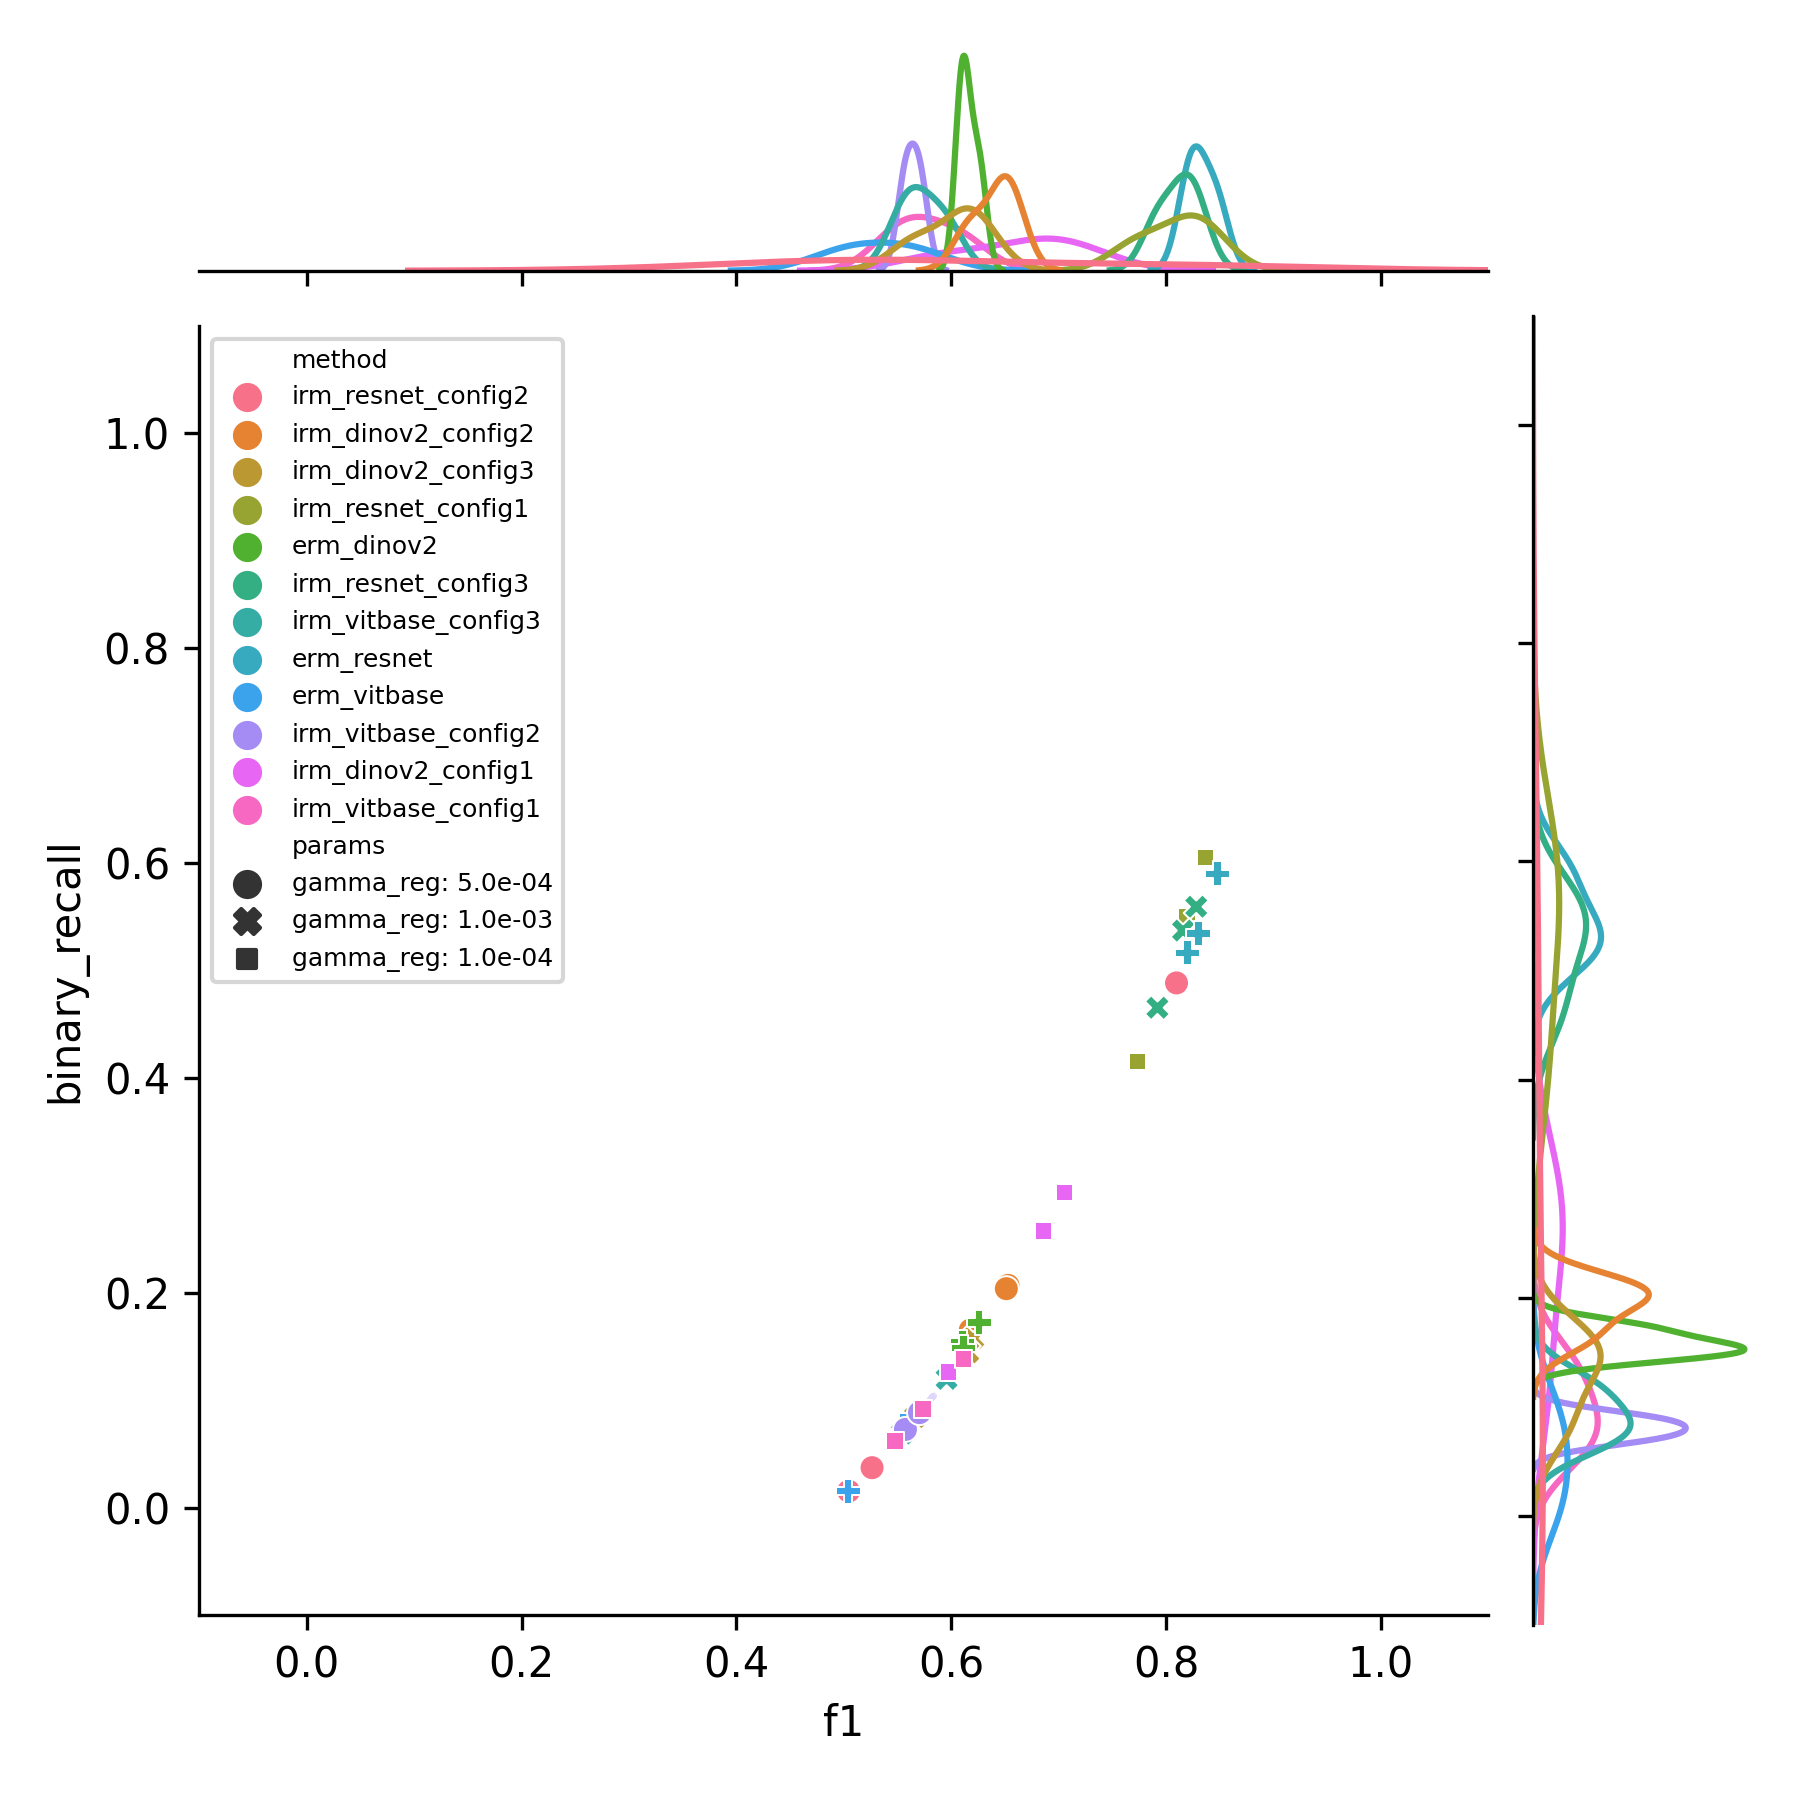 method
irm_resnet_config2
irm_dinov2_config2
irm_dinov2_config3
irm_resnet_config1
erm_dinov2
irm_resnet_config3
irm_vitbase_config3
erm_resnet
erm_vitbase
irm_vitbase_config2
irm_dinov2_config1
irm_vitbase_config1
params
gamma_reg: 5.0e-04
gamma_reg: 1.0e-03
gamma_reg: 1.0e-04
binary_recall
1.0
0.8
0.6
0.4
0.2
0.0
0.0 0.2 0.4 0.6 0.8 1.0
f1